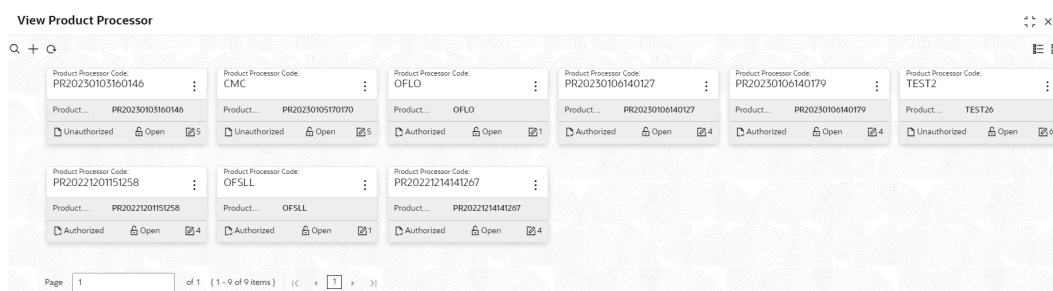 View Product Processor
Product Processor Code: Product Processor Code: Product Processor Code: Product Processor Code: Product Processor Code: Product Processor Code:
PR20230103160146 CMC OFLO PR20230106140127 PR20230106140179 TEST2
Product... PR20230103160146 Product... PR20230105170170 Product... OFLO Product... PR20230106140127 Product... PR20230106140179 Product... TEST26
Unauthorized Open 5 Unauthorized Open 5 Authorized Open 1 Authorized Open 4 Authorized Open 4 Unauthorized Open 6
Product Processor Code: Product Processor Code: Product Processor Code:
PR20221201151258 OFSLL PR20221214141267
Product... PR20221201151258 Product... OFSLL Product... PR20221214141267
Authorized Open 4 Authorized Open 1 Authorized Open 4
Page 1 of 1 (1 - 9 of 9 items) 1